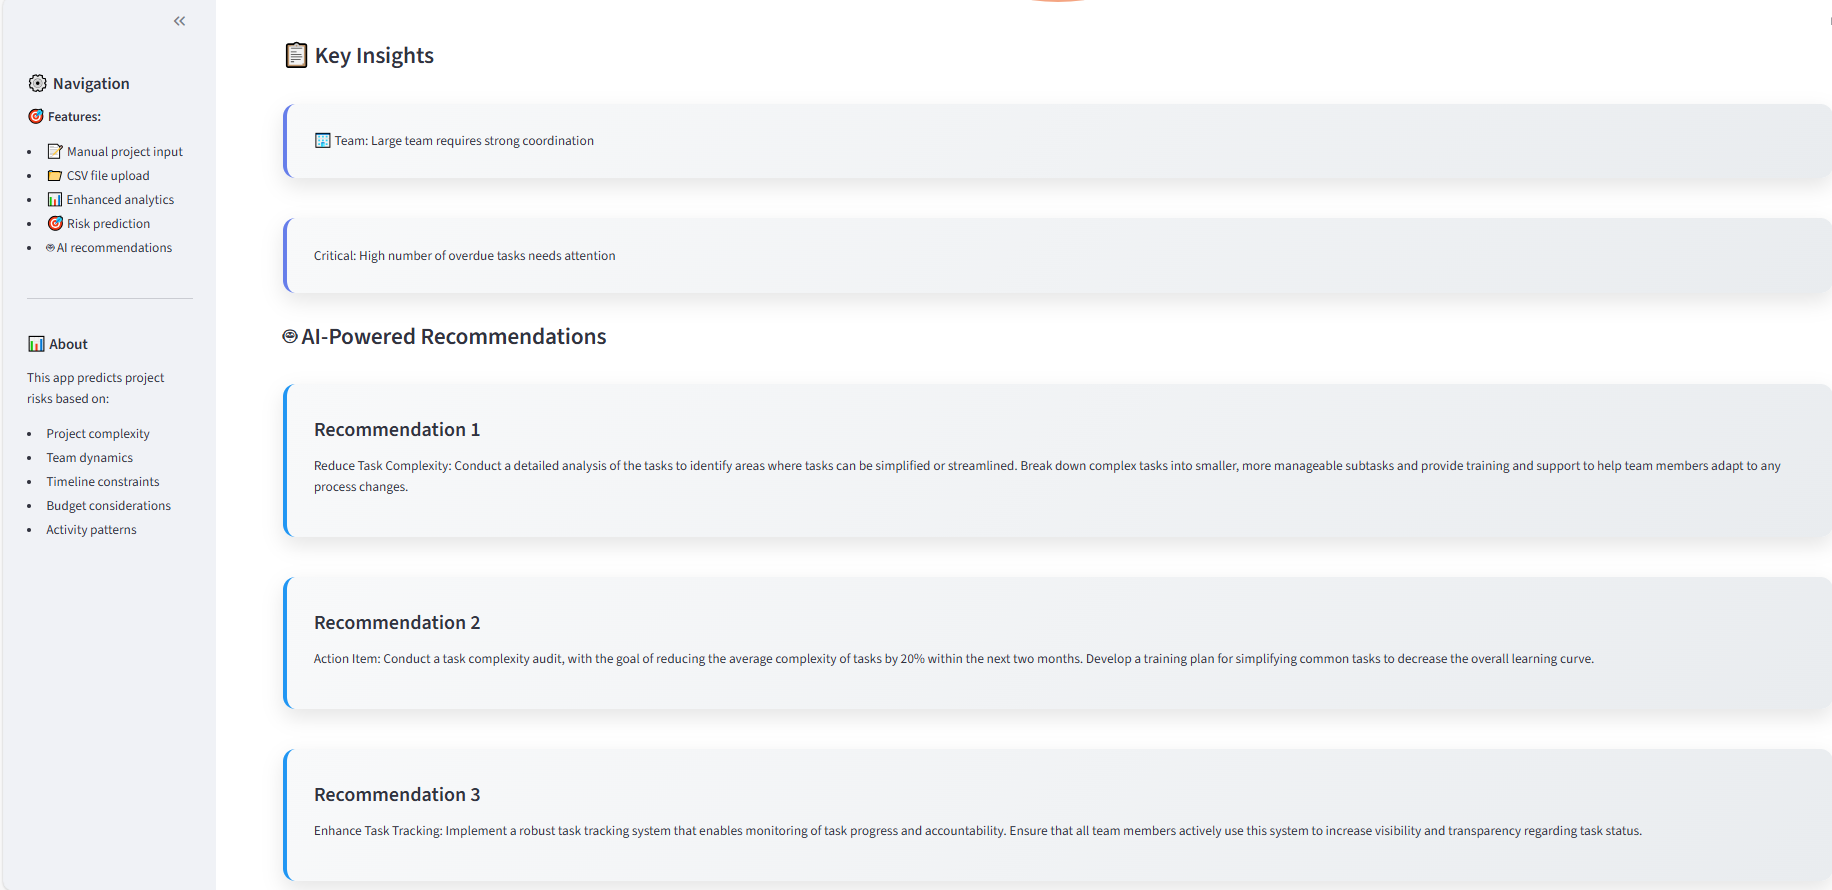 Navigation
Features:
Manual project input
CSV file upload
Enhanced analytics
Risk prediction
AI recommendations
About
This app predicts project
risks based on:
Project complexity
Team dynamics
Timeline constraints
Budget considerations
Activity patterns
Key Insights
Team: Large team requires strong coordination
Critical: High number of overdue tasks needs attention
AI-Powered Recommendations
Recommendation 1
Reduce Task Complexity: Conduct a detailed analysis of the tasks to identify areas where tasks can be simplified or streamlined. Break down complex tasks into smaller, more manageable subtasks and provide training and support to help team members adapt to any
process changes.
Recommendation 2
Action Item: Conduct a task complexity audit, with the goal of reducing the average complexity of tasks by 20% within the next two months. Develop a training plan for simplifying common tasks to decrease the overall learning curve.
Recommendation 3
Enhance Task Tracking: Implement a robust task tracking system that enables monitoring of task progress and accountability. Ensure that all team members actively use this system to increase visibility and transparency regarding task status.